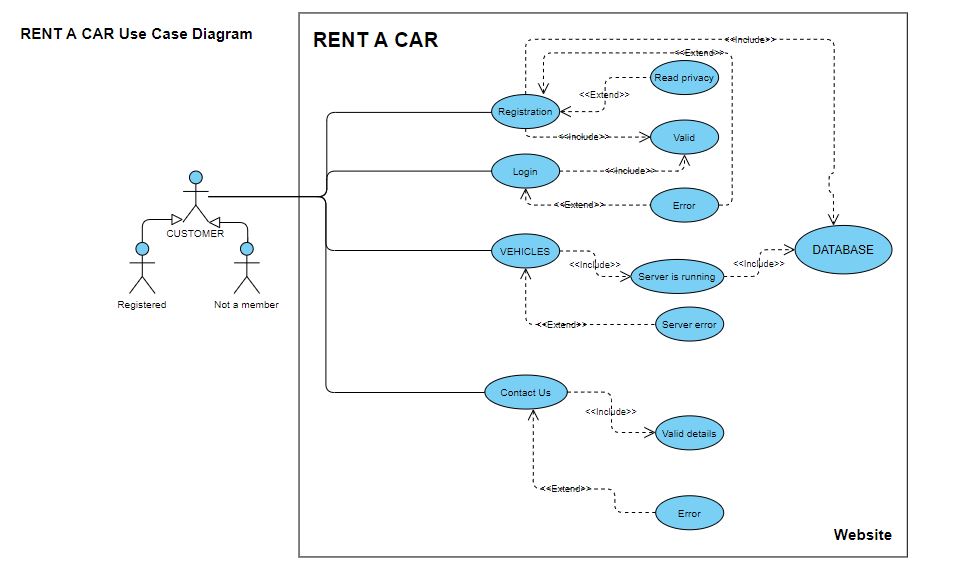 RENT A CAR Use Case Diagram
RENT A CAR
<<Include>>
<<Extend>>
Read privacy
<<Extend>>
Registration
<<Include>>
Valid
Login
<<Include>>
<<Extend>>
Error
CUSTOMER
Registered
Not a member
VEHICLES
<<Include>>
Server is running
<<Include>>
DATABASE
<<Extend>>
Server error
Contact Us
<<Include>>
Valid details
<<Extend>>
Error
Website